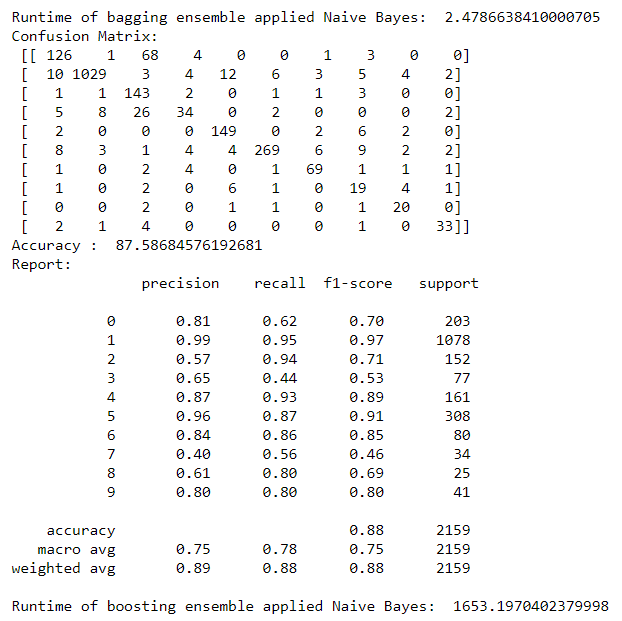 Runtime of bagging ensemble applied Naive Bayes:  2.4786638410000705
Confusion Matrix:
 [[ 126    1   68    4    0    0    1    3    0    0]
 [  10 1029    3    4   12    6    3    5    4    2]
 [   1    1  143    2    0    1    1    3    0    0]
 [   5    8   26   34    0    2    0    0    0    2]
 [   2    0    0    0  149    0    2    6    2    0]
 [   8    3    1    4    4  269    6    9    2    2]
 [   1    0    2    4    0    1   69    1    1    1]
 [   1    0    2    0    6    1    0   19    4    1]
 [   0    0    2    0    1    1    0    1   20    0]
 [   2    1    4    0    0    0    0    1    0   33]]
Accuracy :  87.58684576192681
Report:
              precision    recall  f1-score   support

           0       0.81      0.62      0.70       203
           1       0.99      0.95      0.97      1078
           2       0.57      0.94      0.71       152
           3       0.65      0.44      0.53        77
           4       0.87      0.93      0.89       161
           5       0.96      0.87      0.91       308
           6       0.84      0.86      0.85        80
           7       0.40      0.56      0.46        34
           8       0.61      0.80      0.69        25
           9       0.80      0.80      0.80        41

    accuracy                           0.88      2159
   macro avg       0.75      0.78      0.75      2159
weighted avg       0.89      0.88      0.88      2159

Runtime of boosting ensemble applied Naive Bayes:  1653.1970402379998